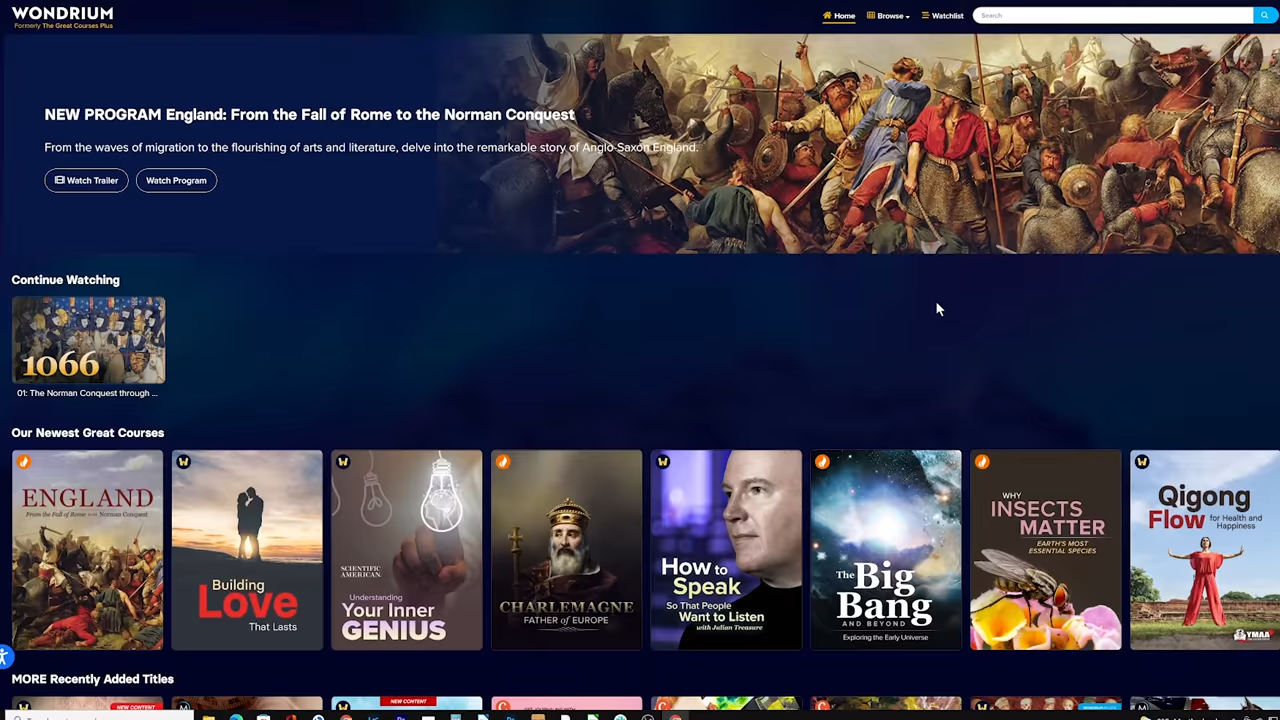 WONDRIUM
Formerly The Great Courses Plus
Home
Browse
Watchlist
Search
NEW PROGRAM England: From the Fall of Rome to the Norman Conquest
From the waves of migration to the flourishing of arts and literature, delve into the remarkable story of Anglo-Saxon England.
Watch Trailer
Watch Program
Continue Watching
1066
01: The Norman Conquest through ...
Our Newest Great Courses
ENGLAND
From the Fall of Rome to the Norman Conquest
W
Building
Love
That Lasts
W
SCIENTIFIC
AMERICAN.
Understanding
Your Inner
GENIUS
CHARLEMAGNE
FATHER of EUROPE
W
How to
Speak
So That People
Want to Listen
with Julian Treasure
The Big
Bang
AND BEYOND
Exploring the Early Universe
WHY
INSECTS
MATTER
EARTH'S MOST
ESSENTIAL SPECIES
W
Qigong
Flow for Health and
Happiness
YMAA
MORE Recently Added Titles
NEW CONTENT
NEW CONTENT